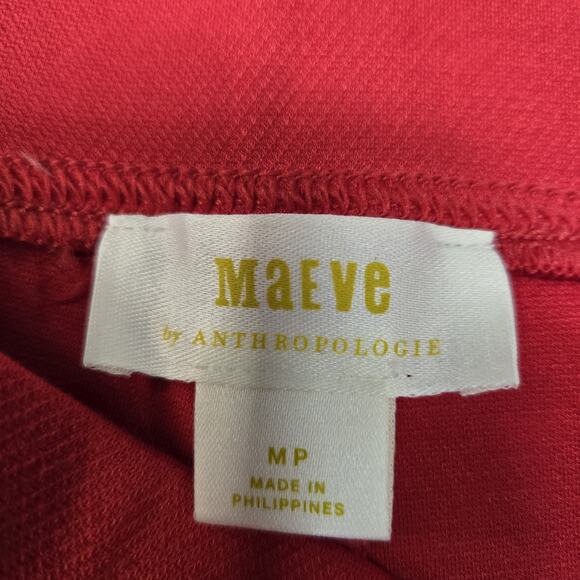 MaEve
by ANTHROPOLOGIE
MP
MADE IN
PHILIPPINES